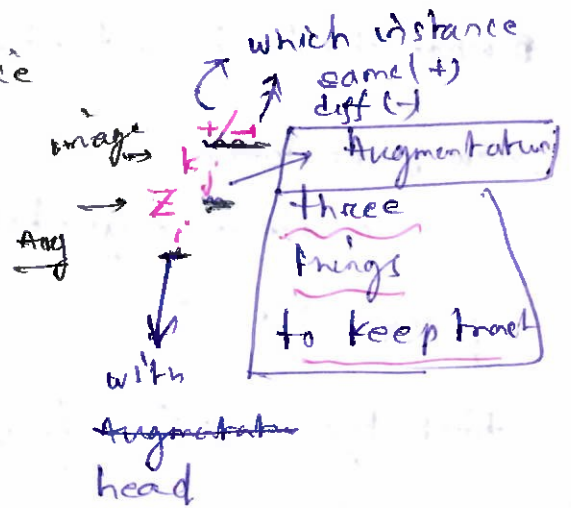 which instance
same (+)
diff (-)
image
+/-
k
j
Z
i
Augmentation
three
things
to keep track
Aug
with
Augmentation
head